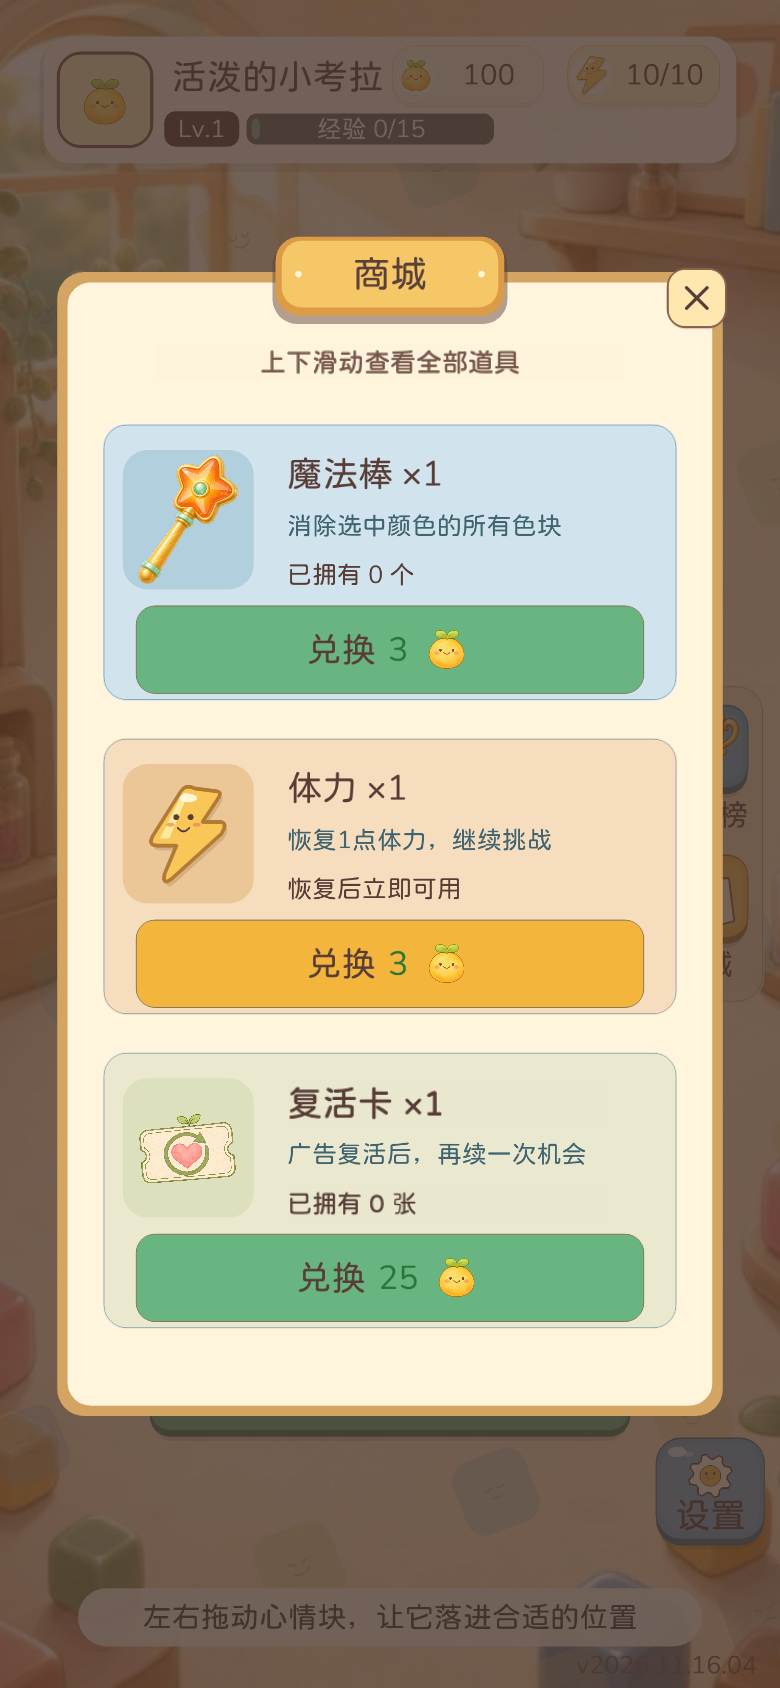 活泼的小考拉 100 10/10
Lv.1 经验 0/15
商城
上下滑动查看全部道具
魔法棒 ×1
消除选中颜色的所有色块
已拥有 0 个
兑换 3
体力 ×1
恢复1点体力，继续挑战
恢复后立即可用
兑换 3
榜
复活卡 ×1
广告复活后，再续一次机会
已拥有 0 张
兑换 25
设置
左右拖动心情块，让它落进合适的位置